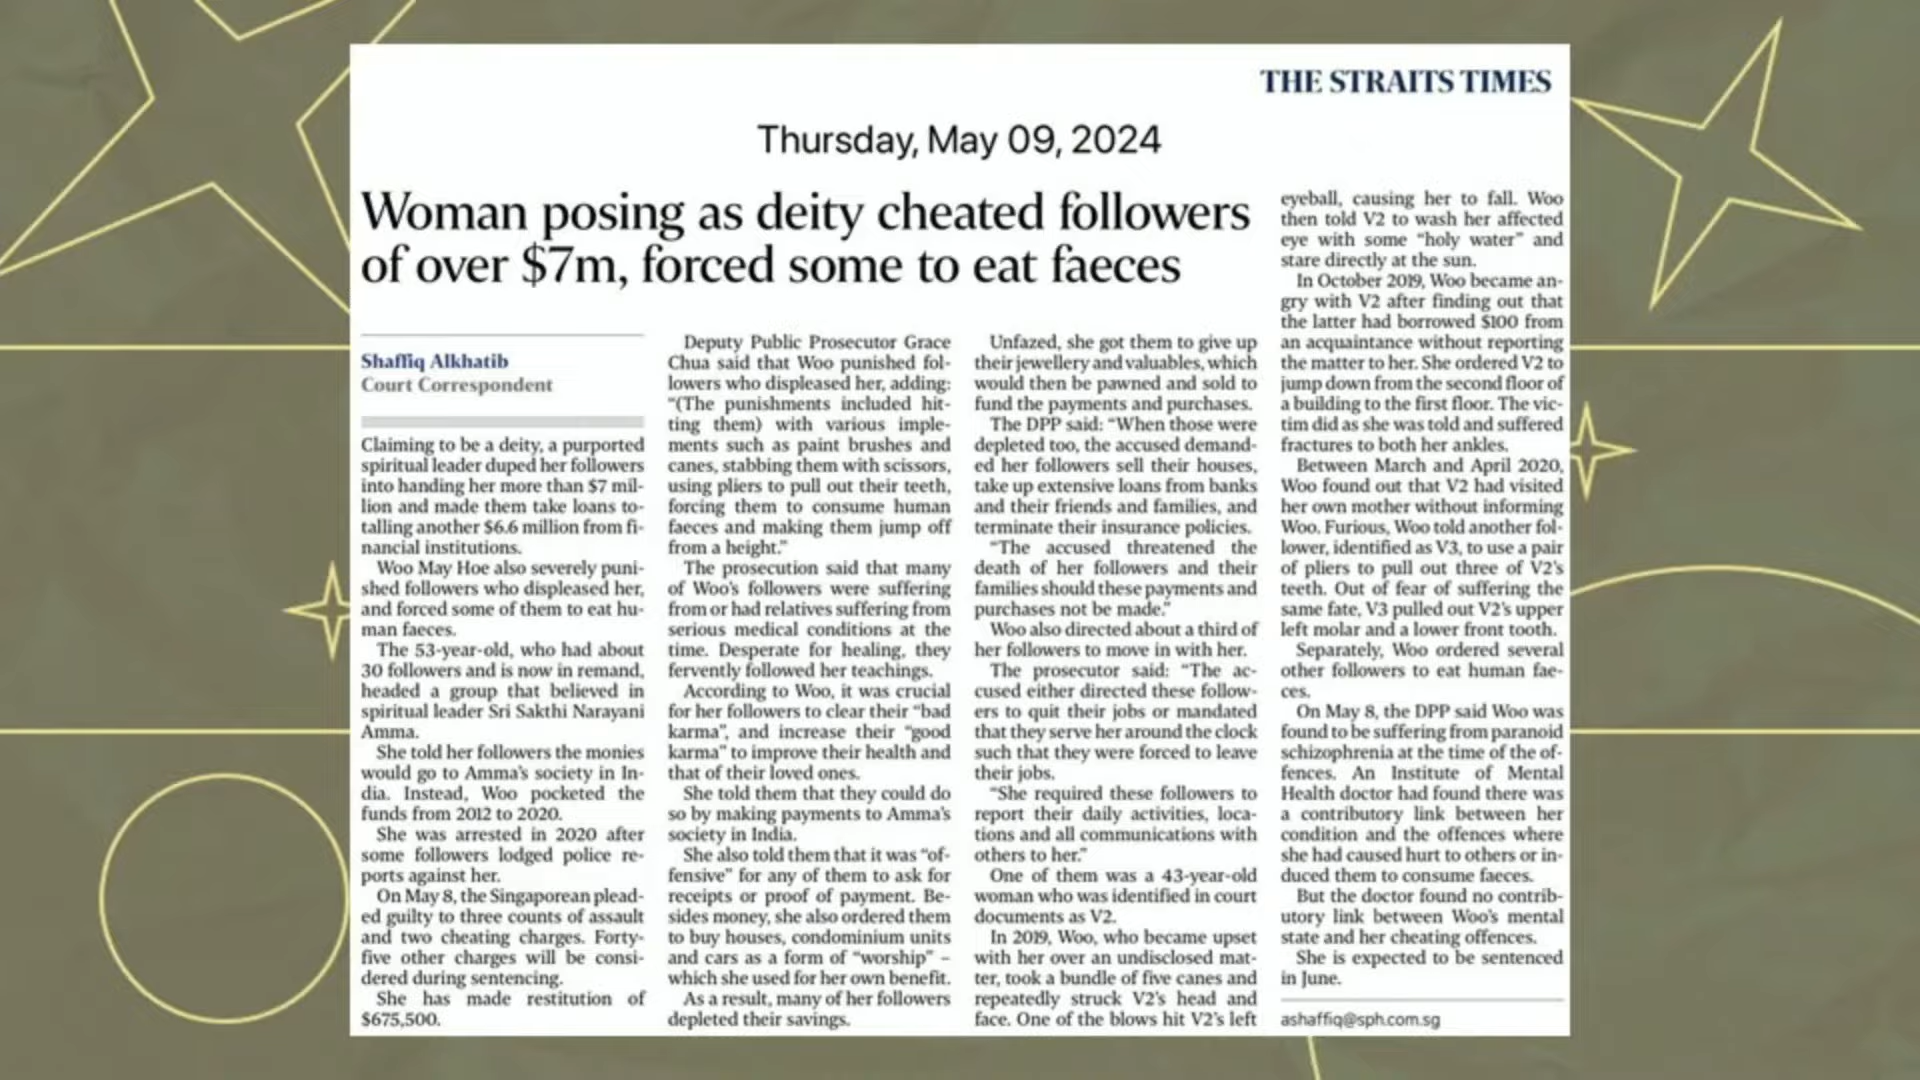 THE STRAITS TIMES
Thursday, May 09, 2024
Woman posing as deity cheated followers
of over $7m, forced some to eat faeces
Shaffiq Alkhatib
Court Correspondent
Claiming to be a deity, a purported
spiritual leader duped her followers
into handing her more than $7 mil-
lion and made them take loans to-
talling another $6.6 million from fi-
nancial institutions.
Woo May Hoe also severely puni-
shed followers who displeased her,
and forced some of them to eat hu-
man faeces.
The 53-year-old, who had about
30 followers and is now in remand,
headed a group that believed in
spiritual leader Sri Sakthi Narayani
Amma.
She told her followers the monies
would go to Amma's society in In-
dia. Instead, Woo pocketed the
funds from 2012 to 2020.
She was arrested in 2020 after
some followers lodged police re-
ports against her.
On May 8, the Singaporean plead-
ed guilty to three counts of assault
and two cheating charges. Forty-
five other charges will be consi-
dered during sentencing.
She has made restitution of
$675,500.
Deputy Public Prosecutor Grace
Chua said that Woo punished fol-
lowers who displeased her, adding:
"(The punishments included hit-
ting them) with various imple-
ments such as paint brushes and
canes, stabbing them with scissors,
using pliers to pull out their teeth,
forcing them to consume human
faeces and making them jump off
from a height."
The prosecution said that many
of Woo's followers were suffering
from or had relatives suffering from
serious medical conditions at the
time. Desperate for healing, they
fervently followed her teachings.
According to Woo, it was crucial
for her followers to clear their "bad
karma", and increase their "good
karma" to improve their health and
that of their loved ones.
She told them that they could do
so by making payments to Amma's
society in India.
She also told them that it was "of-
fensive" for any of them to ask for
receipts or proof of payment. Be-
sides money, she also ordered them
to buy houses, condominium units
and cars as a form of "worship" –
which she used for her own benefit.
As a result, many of her followers
depleted their savings.
Unfazed, she got them to give up
their jewellery and valuables, which
would then be pawned and sold to
fund the payments and purchases.
The DPP said: "When those were
depleted too, the accused demand-
ed her followers sell their houses,
take up extensive loans from banks
and their friends and families, and
terminate their insurance policies.
"The accused threatened the
death of her followers and their
families should these payments and
purchases not be made."
Woo also directed about a third of
her followers to move in with her.
The prosecutor said: "The ac-
cused either directed these follow-
ers to quit their jobs or mandated
that they serve her around the clock
such that they were forced to leave
their jobs.
"She required these followers to
report their daily activities, loca-
tions and all communications with
others to her."
One of them was a 43-year-old
woman who was identified in court
documents as V2.
In 2019, Woo, who became upset
with her over an undisclosed mat-
ter, took a bundle of five canes and
repeatedly struck V2's head and
face. One of the blows hit V2's left
eyeball, causing her to fall. Woo
then told V2 to wash her affected
eye with some "holy water" and
stare directly at the sun.
In October 2019, Woo became an-
gry with V2 after finding out that
the latter had borrowed $100 from
an acquaintance without reporting
the matter to her. She ordered V2 to
jump down from the second floor of
a building to the first floor. The vic-
tim did as she was told and suffered
fractures to both her ankles.
Between March and April 2020,
Woo found out that V2 had visited
her own mother without informing
Woo. Furious, Woo told another fol-
lower, identified as V3, to use a pair
of pliers to pull out three of V2's
teeth. Out of fear of suffering the
same fate, V3 pulled out V2's upper
left molar and a lower front tooth.
Separately, Woo ordered several
other followers to eat human fae-
ces.
On May 8, the DPP said Woo was
found to be suffering from paranoid
schizophrenia at the time of the of-
fences. An Institute of Mental
Health doctor had found there was
a contributory link between her
condition and the offences where
she had caused hurt to others or in-
duced them to consume faeces.
But the doctor found no contrib-
utory link between Woo's mental
state and her cheating offences.
She is expected to be sentenced
in June.
ashaffiq@sph.com.sg